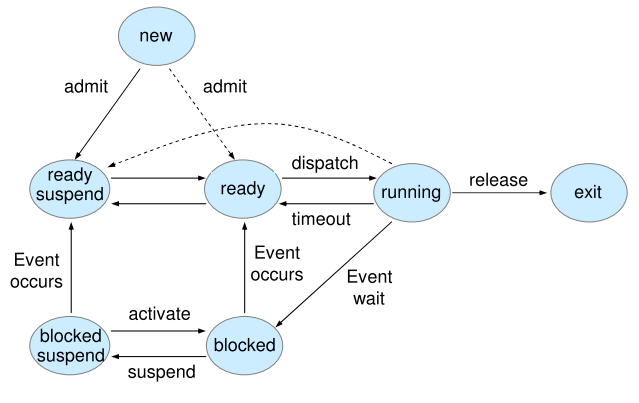 new
admit
admit
ready
suspend
ready
dispatch
running
timeout
release
exit
Event
occurs
Event
occurs
Event
wait
blocked
suspend
activate
suspend
blocked